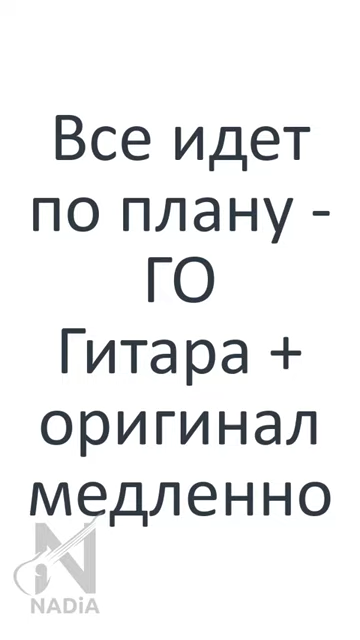 Все идет
по плану -
ГО
Гитара +
оригинал
медленно
NADiA